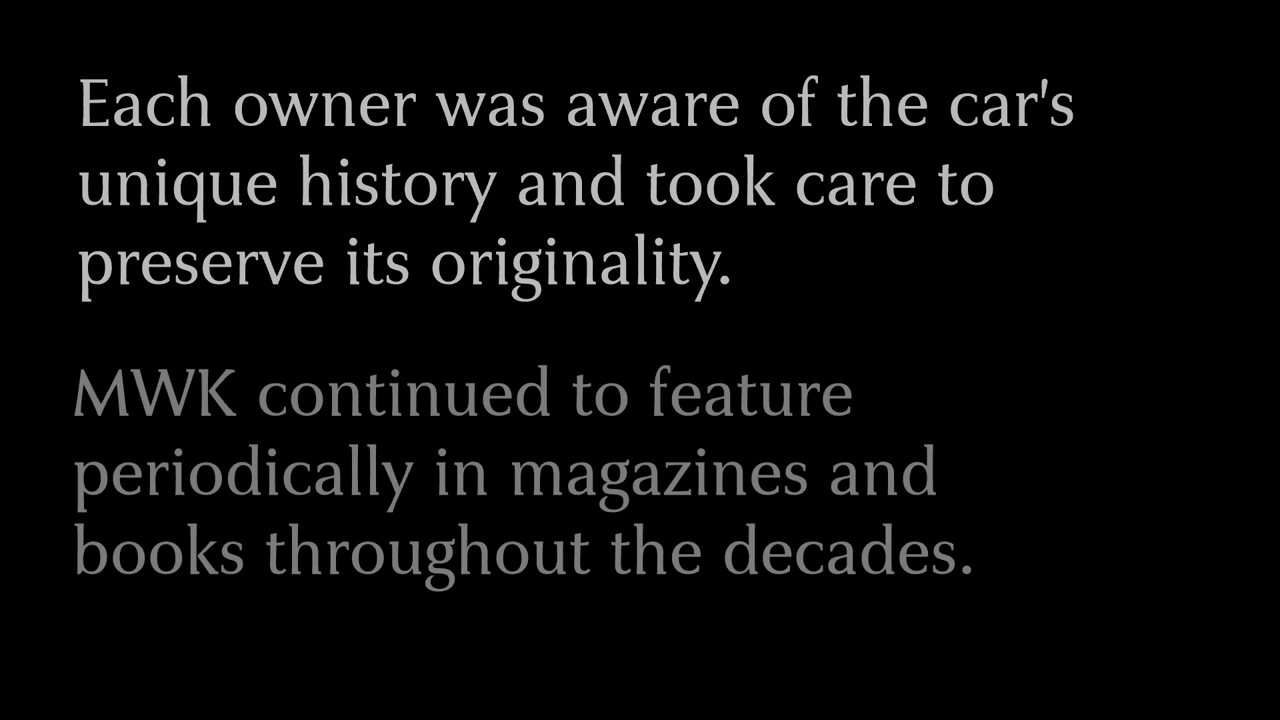 Each owner was aware of the car's
unique history and took care to
preserve its originality.
MWK continued to feature
periodically in magazines and
books throughout the decades.